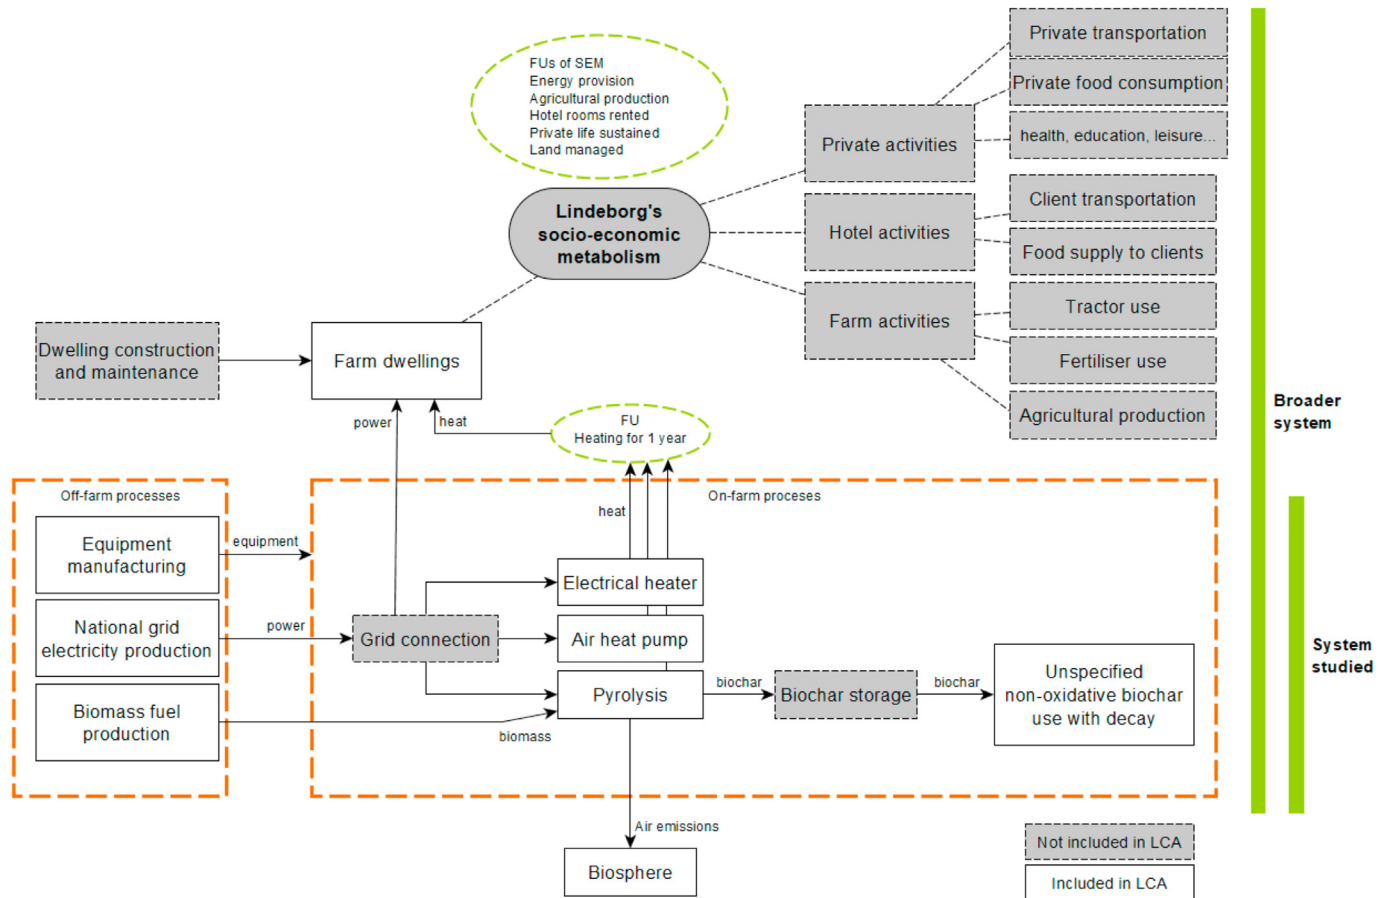 FUs of SEM
Energy provision
Agricultural production
Hotel rooms rented
Private life sustained
Land managed
Private transportation
Private food consumption
health, education, leisure...
Private activities
Lindeborg's
socio-economic
metabolism
Hotel activities
Client transportation
Food supply to clients
Farm activities
Tractor use
Fertiliser use
Agricultural production
Dwelling construction
and maintenance
Farm dwellings
power
heat
FU
Heating for 1 year
Broader
system
Off-farm processes
On-farm proceses
heat
Equipment
manufacturing
equipment
Electrical heater
National grid
electricity production
power
Grid connection
Air heat pump
System
studied
Biomass fuel
production
biomass
Pyrolysis
biochar
Biochar storage
biochar
Unspecified
non-oxidative biochar
use with decay
Air emissions
Biosphere
Not included in LCA
Included in LCA